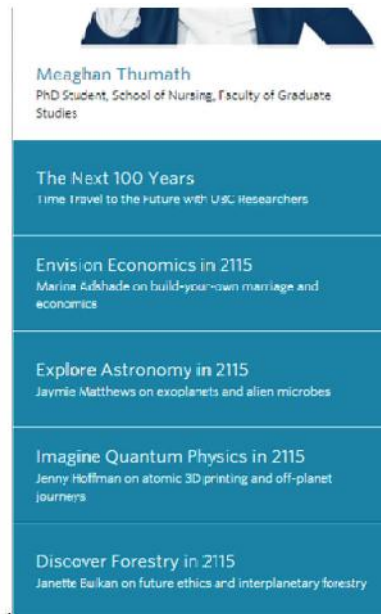 Meaghan Thumath
PhD Student, School of Nursing, Faculty of Graduate
Studies
The Next 100 Years
Time Travel to the Future with UBC Researchers
Envision Economics in 2115
Marina Adshade on build-your-own marriage and
economics
Explore Astronomy in 2115
Jaymie Matthews on exoplanets and alien microbes
Imagine Quantum Physics in 2115
Jenny Hoffman on atomic 3D printing and off-planet
journeys
Discover Forestry in 2115
Janette Bulkan on future ethics and interplanetary forestry